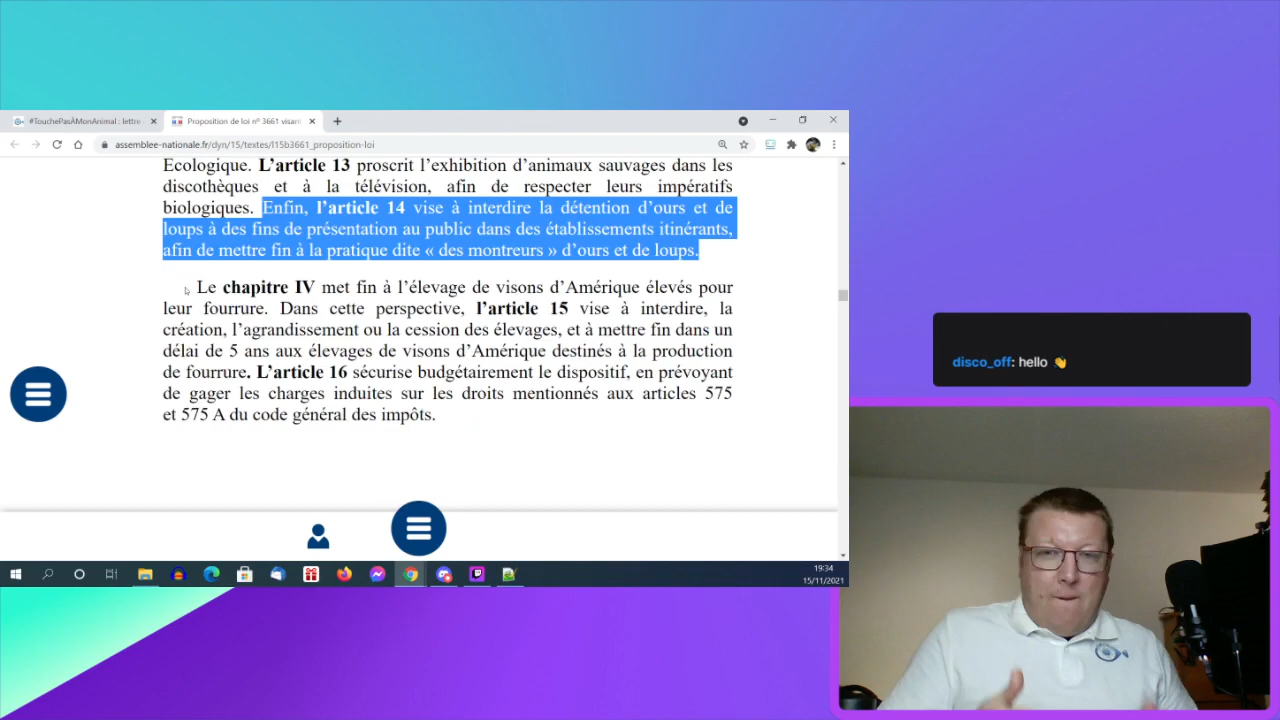 #TouchePasÀMonAnimal : lettre
Proposition de loi nº 3661 visant
assemblee-nationale.fr/dyn/15/textes/l15b3661_proposition-loi
Ecologique. L’article 13 proscrit l’exhibition d’animaux sauvages dans les
discothèques et à la télévision, afin de respecter leurs impératifs
biologiques. Enfin, l’article 14 vise à interdire la détention d’ours et de
loups à des fins de présentation au public dans des établissements itinérants,
afin de mettre fin à la pratique dite « des montreurs » d’ours et de loups.
Le chapitre IV met fin à l’élevage de visons d’Amérique élevés pour
leur fourrure. Dans cette perspective, l’article 15 vise à interdire, la
création, l’agrandissement ou la cession des élevages, et à mettre fin dans un
délai de 5 ans aux élevages de visons d’Amérique destinés à la production
de fourrure. L’article 16 sécurise budgétairement le dispositif, en prévoyant
de gager les charges induites sur les droits mentionnés aux articles 575
et 575 A du code général des impôts.
disco_off: hello 👋
19:34
15/11/2021